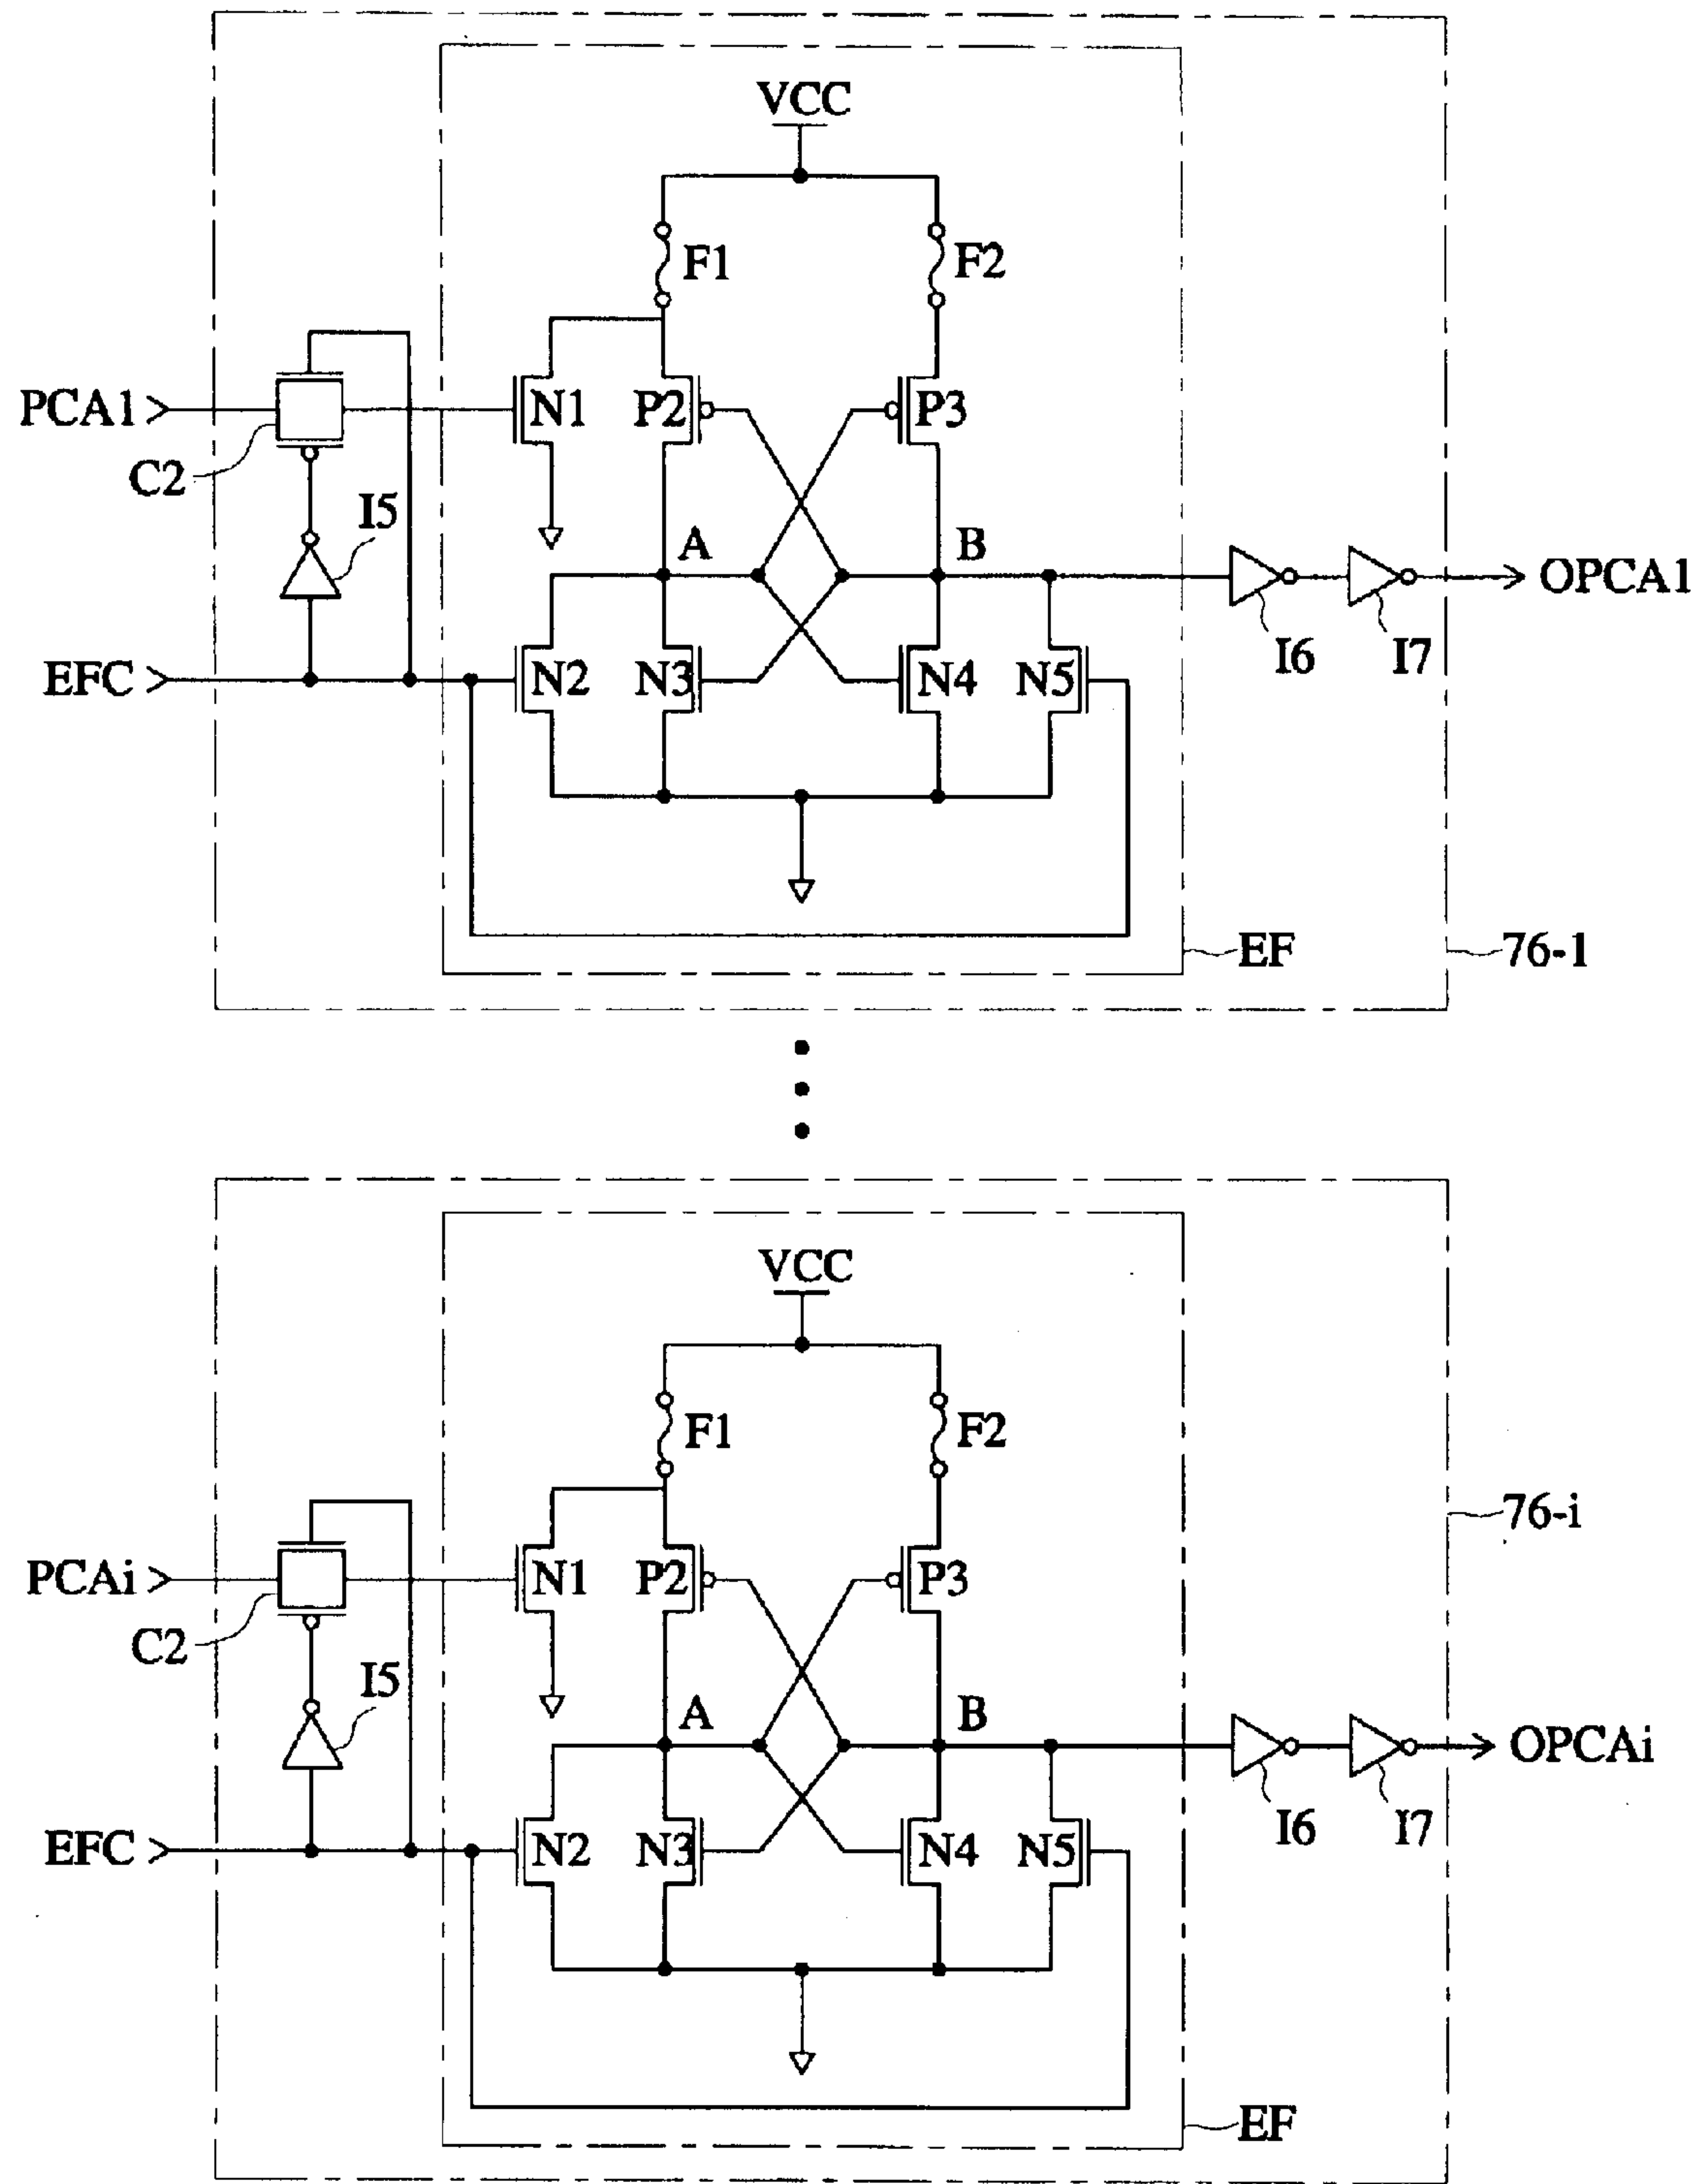 VCC
F1
F2
PCA1
N1
P2
P3
C2
I5
A
B
OPCA1
I6
I7
EFC
N2
N3
N4
N5
EF
76-1
VCC
F1
F2
76-i
PCAi
N1
P2
P3
C2
I5
A
B
OPCAi
I6
I7
EFC
N2
N3
N4
N5
EF